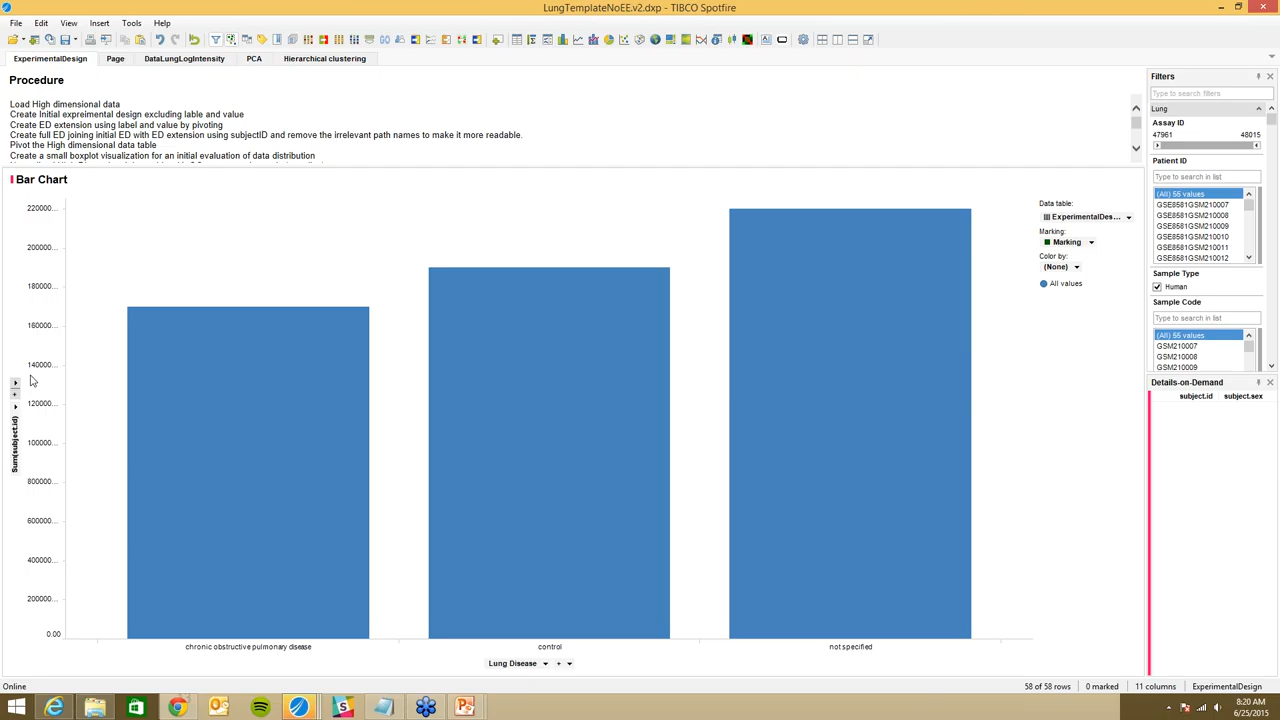 LungTemplateNoEE.v2.dxp - TIBCO Spotfire
File Edit View Insert Tools Help
ExperimentalDesign Page DataLungLogIntensity PCA Hierarchical clustering
Procedure
Load High dimensional data
Create Initial expreimental design excluding lable and value
Create ED extension using label and value by pivoting
Create full ED joining initial ED with ED extension using subjectID and remove the irrelevant path names to make it more readable.
Pivot the High dimensional data table
Create a small boxplot visualization for an initial evaluation of data distribution
Bar Chart
220000...
200000...
180000...
160000...
140000...
120000...
100000...
800000...
600000...
400000...
200000...
0.00
Sum(subject.id)
chronic obstructive pulmonary disease control not specified
Lung Disease +
Data table:
ExperimentalDes...
Marking:
Marking
Color by:
(None)
All values
Filters
Type to search filters
Lung
Assay ID
47961 48015
Patient ID
Type to search in list
(All) 55 values
GSE8581GSM210007
GSE8581GSM210008
GSE8581GSM210009
GSE8581GSM210010
GSE8581GSM210011
GSE8581GSM210012
Sample Type
Human
Sample Code
Type to search in list
(All) 55 values
GSM210007
GSM210008
GSM210009
Details-on-Demand
subject.id subject.sex
Online 58 of 58 rows 0 marked 11 columns ExperimentalDesign
8:20 AM
6/25/2015